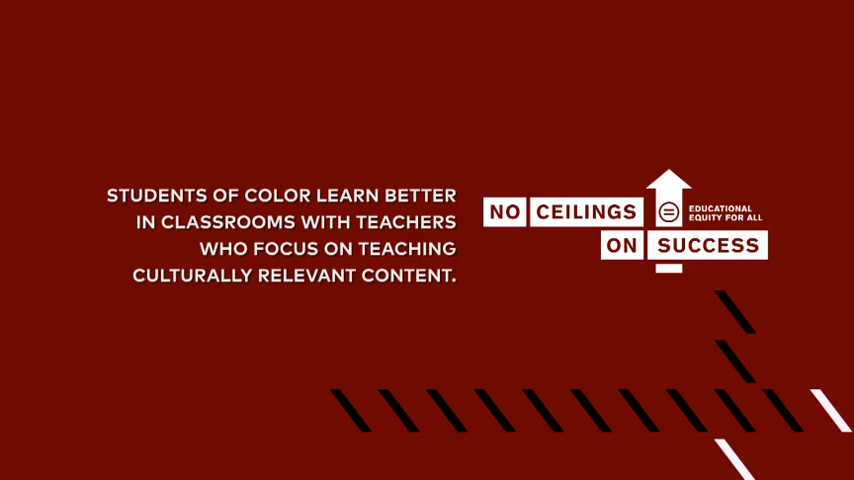 STUDENTS OF COLOR LEARN BETTER
IN CLASSROOMS WITH TEACHERS
WHO FOCUS ON TEACHING
CULTURALLY RELEVANT CONTENT.
NO CEILINGS
ON SUCCESS
EDUCATIONAL
EQUITY FOR ALL